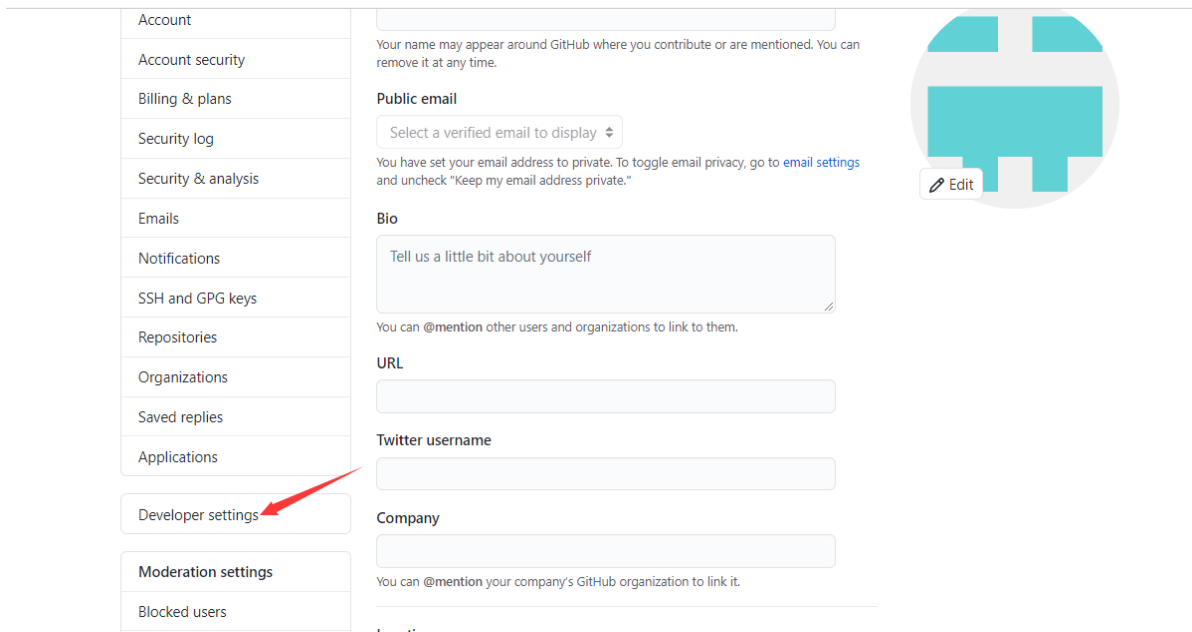 Account
Account security
Billing & plans
Security log
Security & analysis
Emails
Notifications
SSH and GPG keys
Repositories
Organizations
Saved replies
Applications
Developer settings
Moderation settings
Blocked users
Your name may appear around GitHub where you contribute or are mentioned. You can
remove it at any time.
Public email
Select a verified email to display
You have set your email address to private. To toggle email privacy, go to email settings
and uncheck "Keep my email address private."
Bio
Tell us a little bit about yourself
You can @mention other users and organizations to link to them.
URL
Twitter username
Company
You can @mention your company's GitHub organization to link it.
Edit